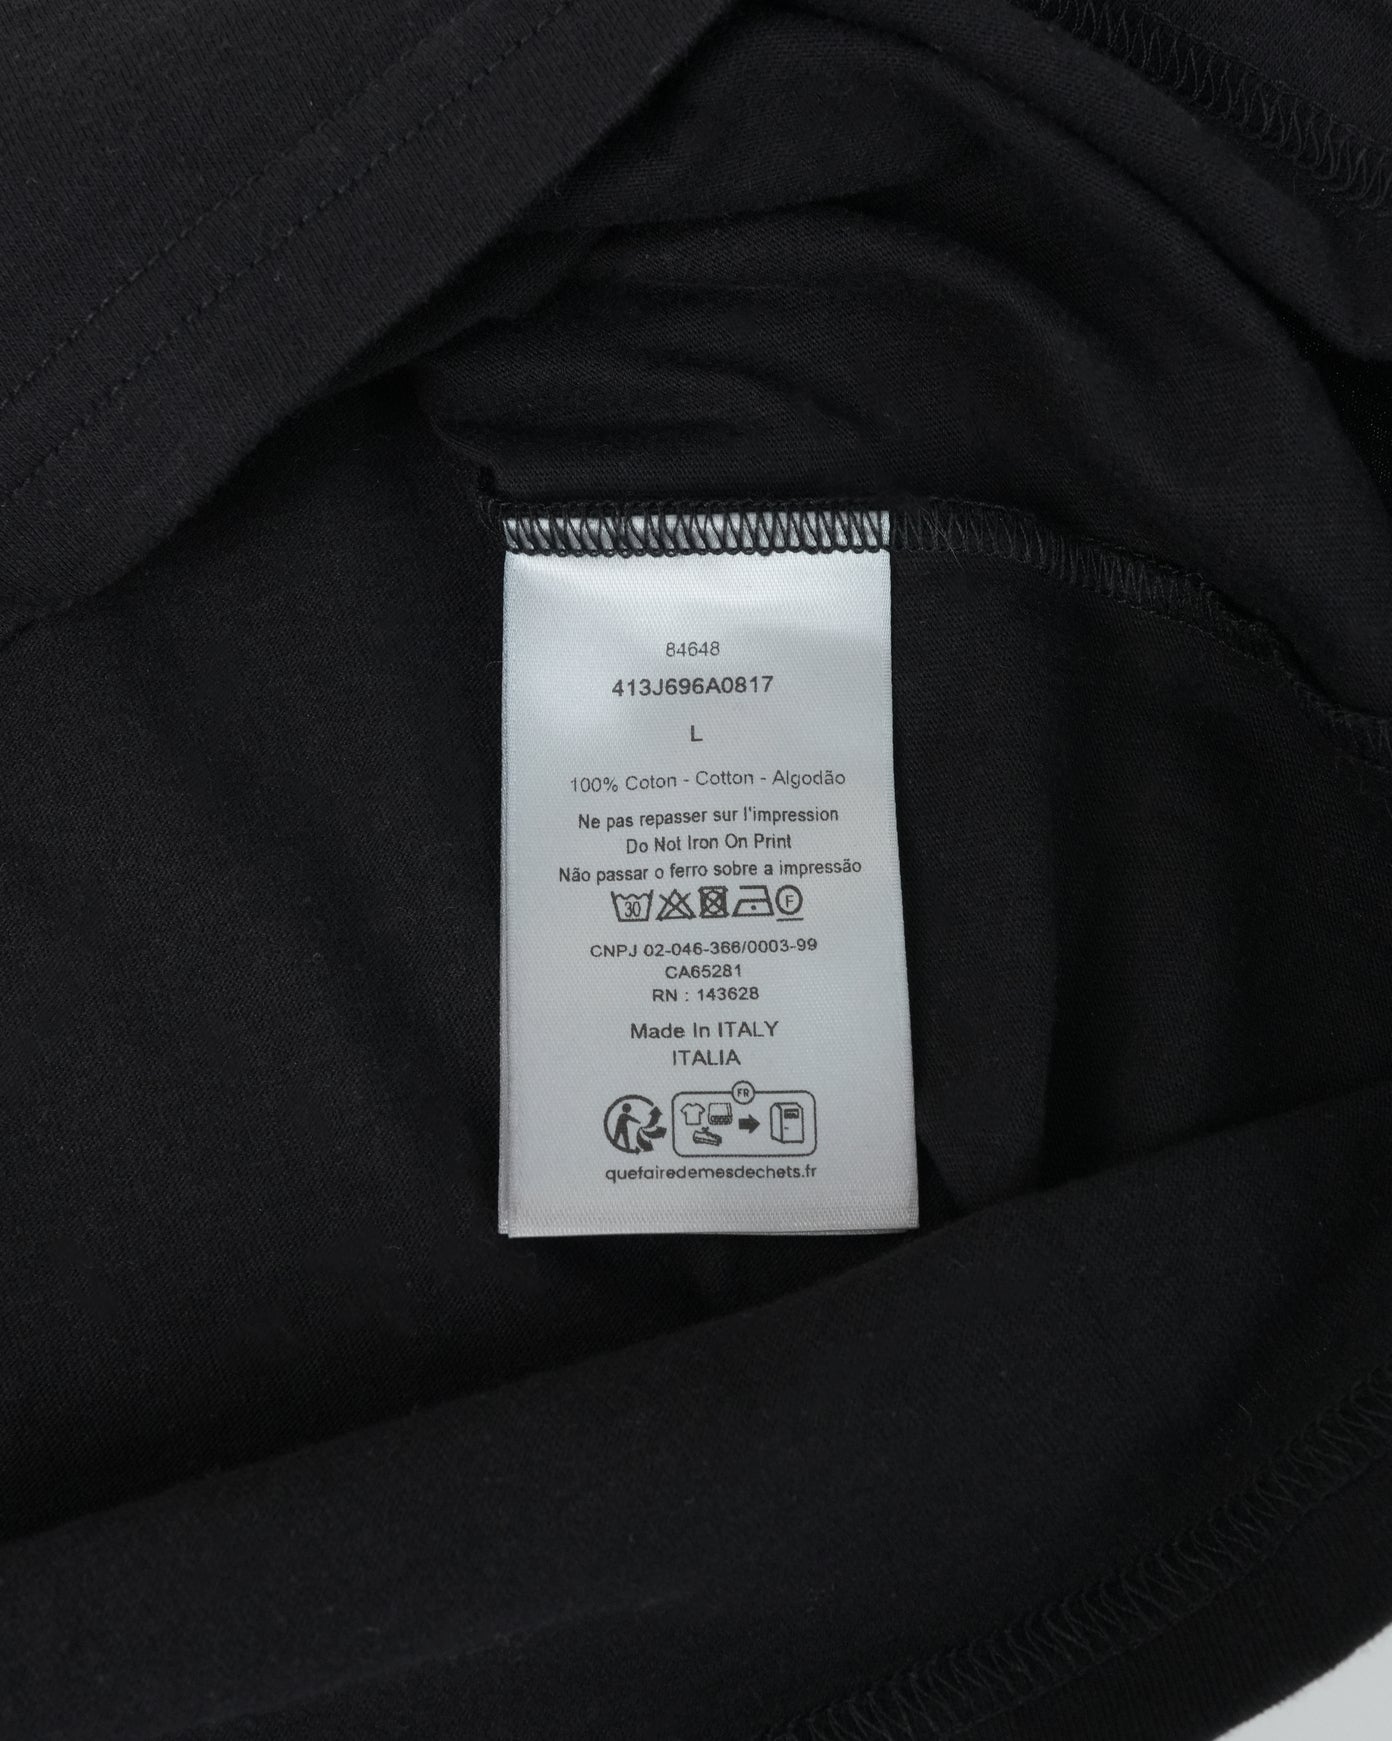 84648
413J696A0817
L
100% Coton - Cotton - Algodão
Ne pas repasser sur l'impression
Do Not Iron On Print
Não passar o ferro sobre a impressão
30 F
CNPJ 02-046-366/0003-99
CA65281
RN : 143628
Made In ITALY
ITALIA
FR
quefairedemesdechets.fr